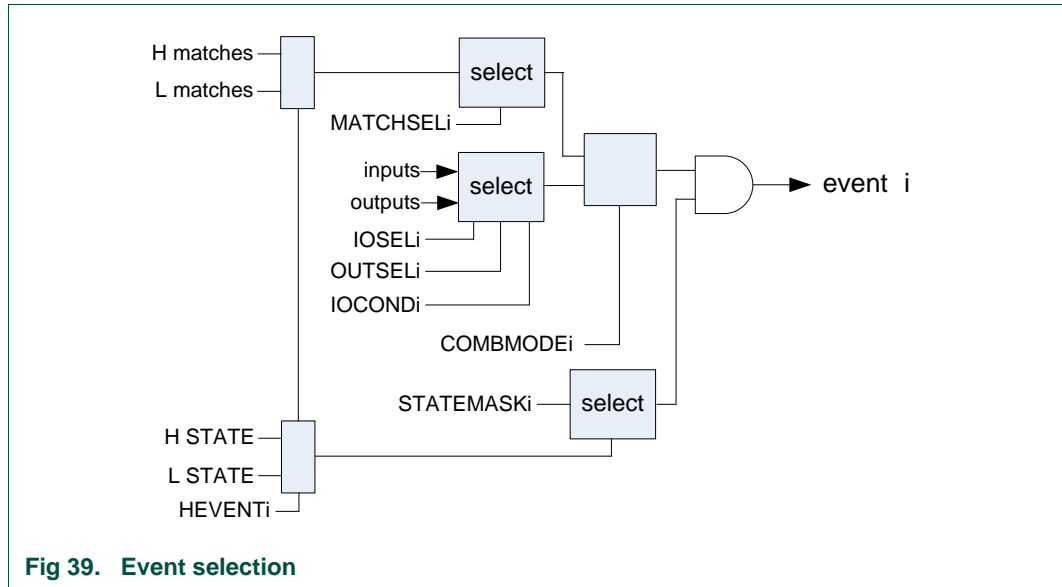 H matches
L matches
select
MATCHSELi
inputs
outputs
select
IOSELi
OUTSELi
IOCONDi
event i
COMBMODEi
STATEMASKi
select
H STATE
L STATE
HEVENTi
Fig 39. Event selection